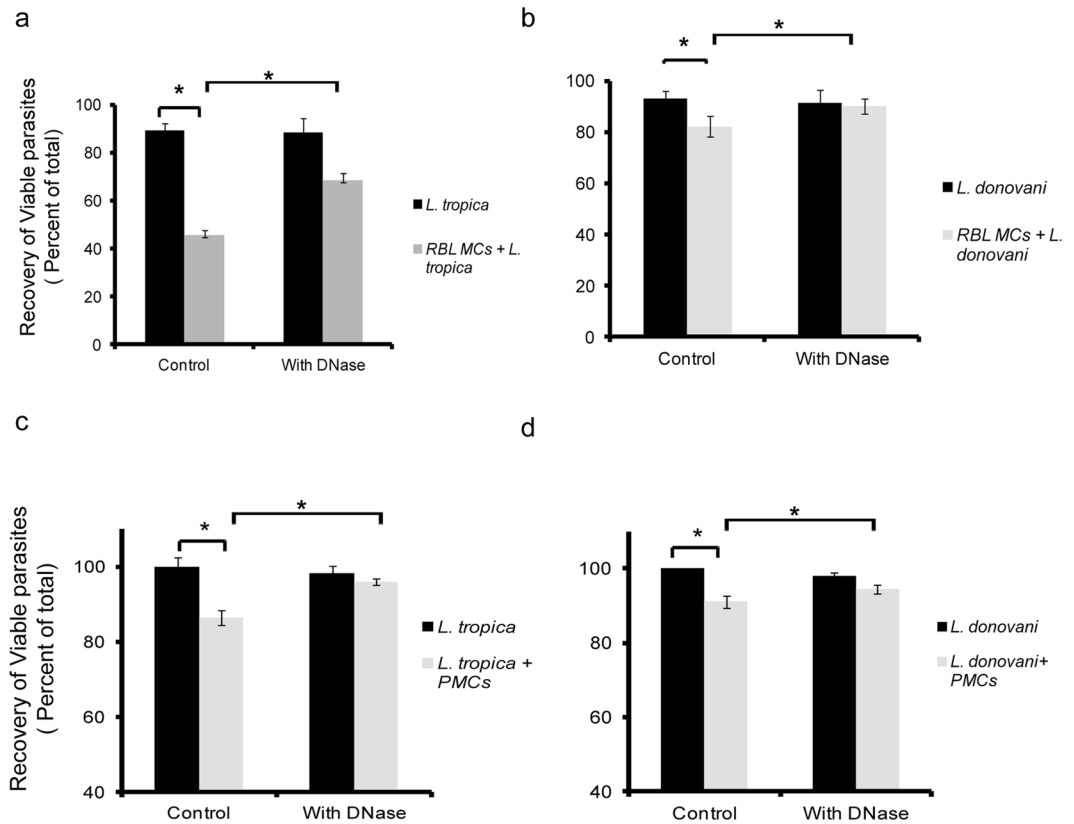 a
*
*
Recovery of Viable parasites
( Percent of total)
100
80
60
40
20
0
Control
With DNase
L. tropica
RBL MCs + L.
tropica
b
*
*
100
80
60
40
20
0
Control
With DNase
L. donovani
RBL MCs + L.
donovani
c
*
*
Recovery of Viable parasites
( Percent of total)
100
80
60
40
Control
With DNase
L. tropica
L. tropica +
PMCs
d
*
*
100
80
60
40
Control
With DNase
L. donovani
L. donovani+
PMCs